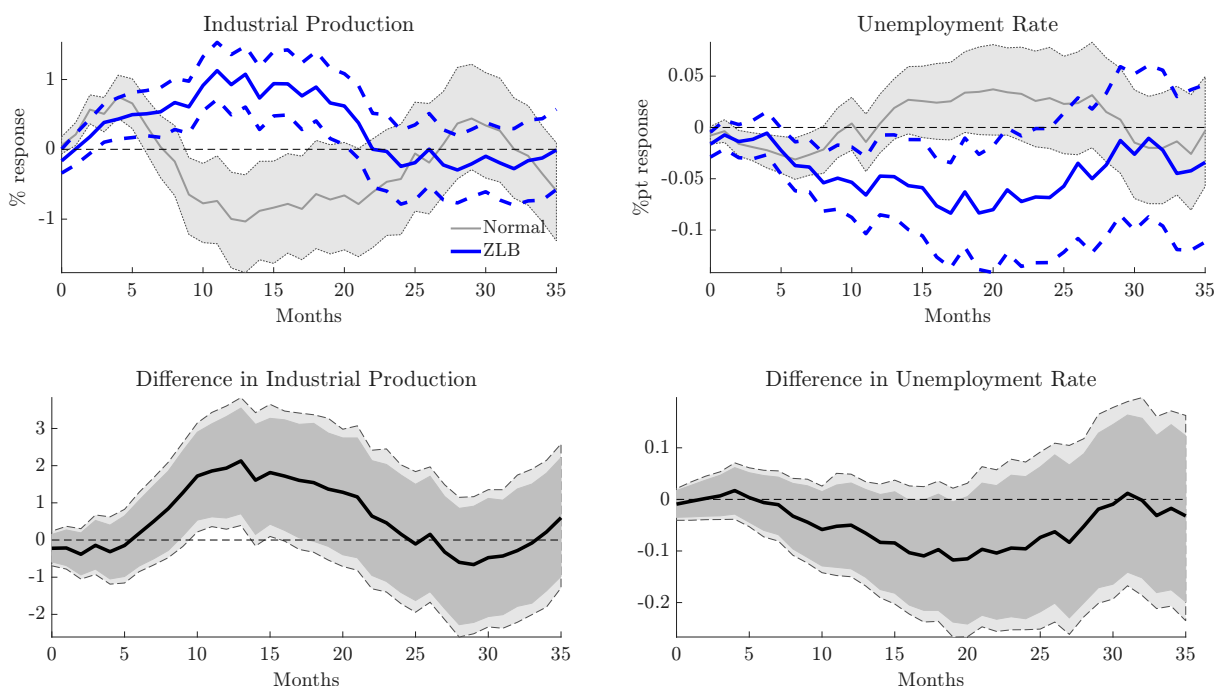 Industrial Production
% response
1
0
-1
Normal
ZLB
0 5 10 15 20 25 30 35
Months
Unemployment Rate
%pt response
0.05
0
-0.05
-0.1
0 5 10 15 20 25 30 35
Months
Difference in Industrial Production
3
2
1
0
-1
-2
0 5 10 15 20 25 30 35
Months
Difference in Unemployment Rate
0.1
0
-0.1
-0.2
0 5 10 15 20 25 30 35
Months